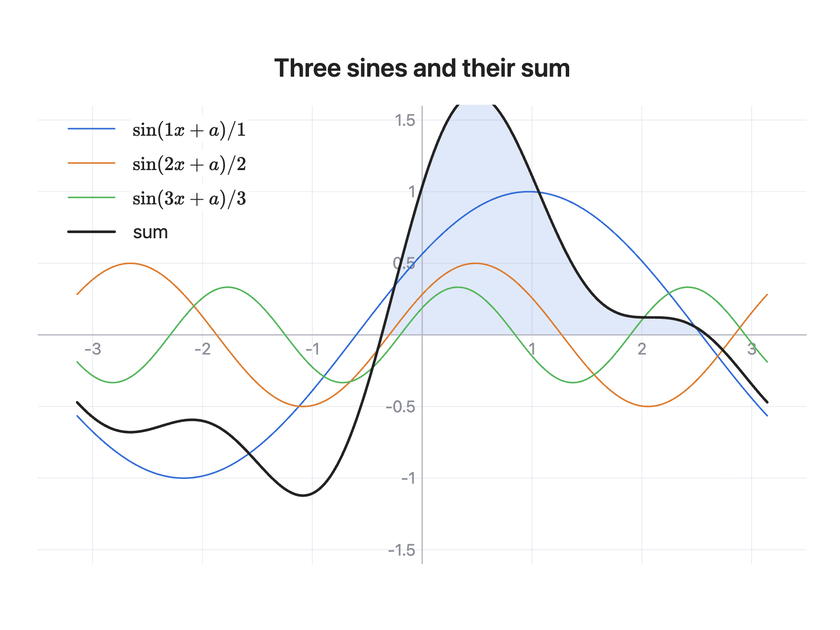 Three sines and their sum
sin(1x + a)/1
sin(2x + a)/2
sin(3x + a)/3
sum
1.5
1
0.5
-3 -2 -1 1 2 3
-0.5
-1
-1.5